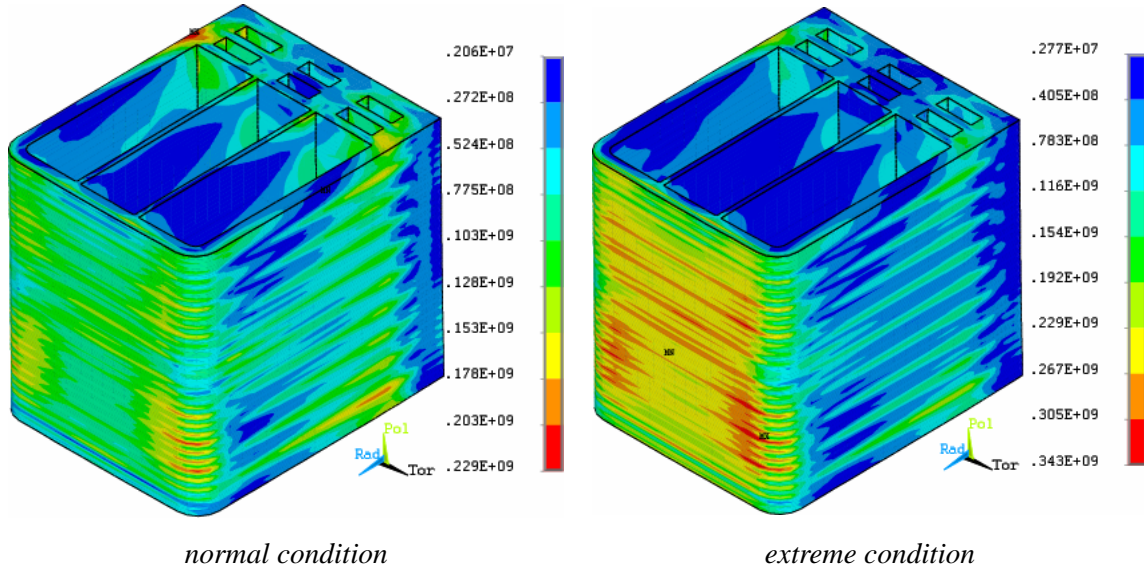 MX
.206E+07
.272E+08
.524E+08
.775E+08
.103E+09
.128E+09
.153E+09
.178E+09
.203E+09
.229E+09
Pol
Rad
Tor
normal condition
.277E+07
.405E+08
.783E+08
.116E+09
.154E+09
.192E+09
.229E+09
.267E+09
.305E+09
.343E+09
MX
Pol
Rad
Tor
extreme condition